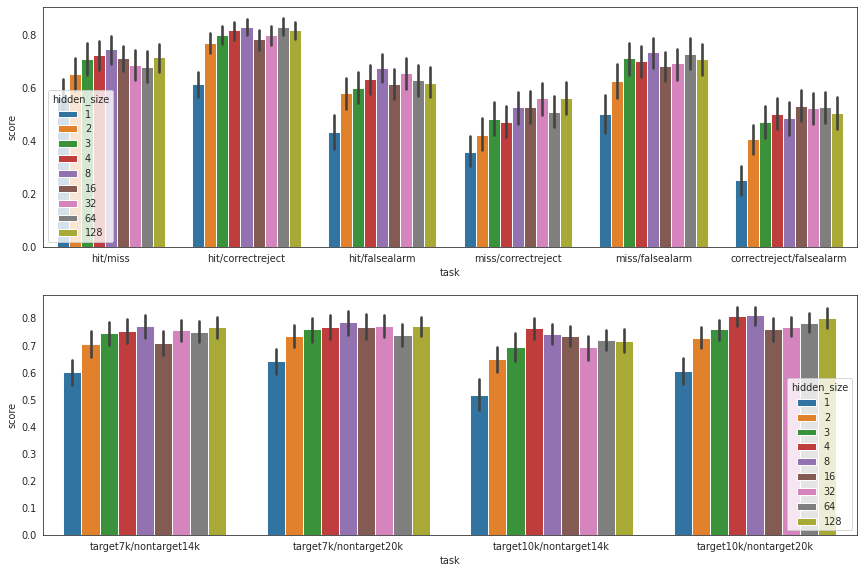 0.8
0.6
0.4
0.2
0.0
score
hidden_size
1
2
3
4
8
16
32
64
128
hit/miss
hit/correctreject
hit/falsealarm
miss/correctreject
miss/falsealarm
correctreject/falsealarm
task
0.8
0.7
0.6
0.5
0.4
0.3
0.2
0.1
0.0
score
hidden_size
1
2
3
4
8
16
32
64
128
target7k/nontarget14k
target7k/nontarget20k
target10k/nontarget14k
target10k/nontarget20k
task